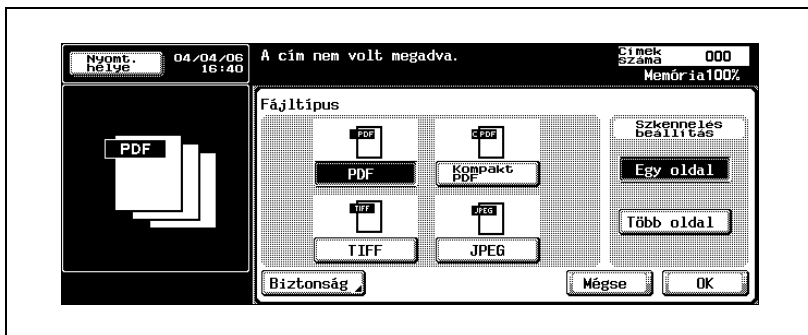 Nyomt.
helye
04/04/06
16:40
A cím nem volt megadva.
Címek
száma
000
Memória100%
PDF
Fájltípus
PDF
C PDF
PDF
Kompakt
PDF
TIFF
JPEG
TIFF
JPEG
Szkennelés
beállítás
Egy oldal
Több oldal
Biztonság
Mégse
OK